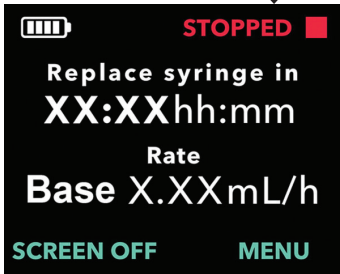 STOPPED
Replace syringe in
XX:XXhh:mm
Rate
Base X.XXmL/h
SCREEN OFF MENU